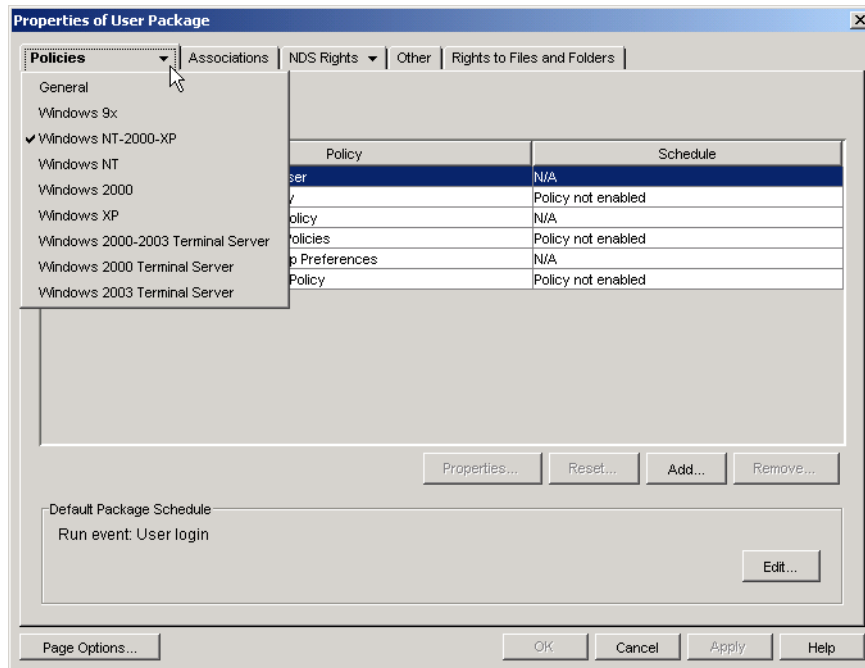 Properties of User Package
Policies Associations NDS Rights Other Rights to Files and Folders
General
Windows 9x
Windows NT-2000-XP
Windows NT
Windows 2000
Windows XP
Windows 2000-2003 Terminal Server
Windows 2000 Terminal Server
Windows 2003 Terminal Server
Policy Schedule
ser N/A
y Policy not enabled
olicy N/A
olicies Policy not enabled
p Preferences N/A
Policy Policy not enabled
Properties... Reset... Add... Remove...
Default Package Schedule
Run event: User login
Edit...
Page Options... OK Cancel Apply Help